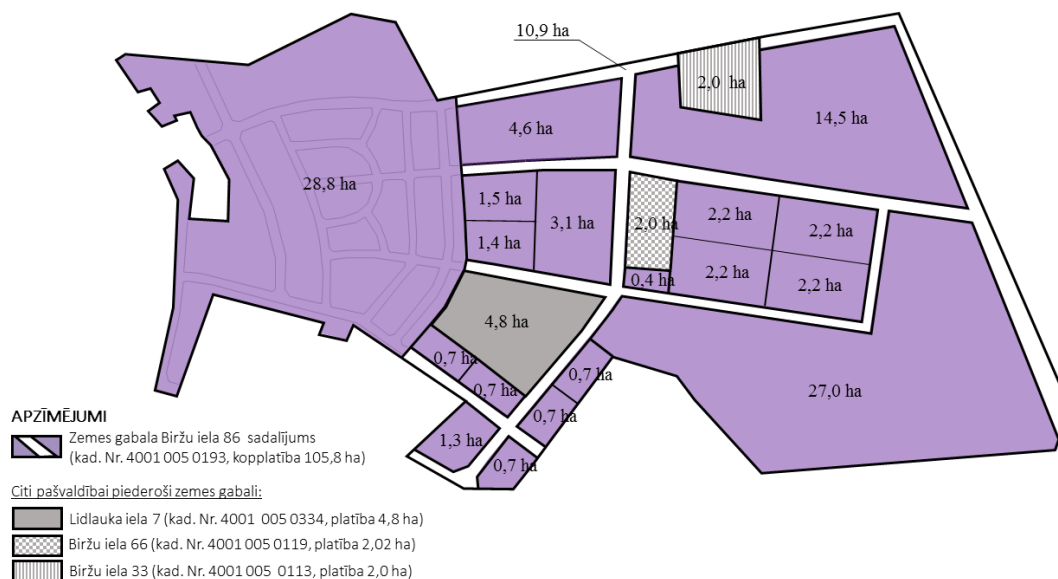 10,9 ha
2,0 ha
14,5 ha
4,6 ha
28,8 ha
1,5 ha
3,1 ha
2,0 ha
2,2 ha
2,2 ha
1,4 ha
0,4 ha
2,2 ha
2,2 ha
4,8 ha
0,7 ha
0,7 ha
0,7 ha
0,7 ha
27,0 ha
1,3 ha
0,7 ha
APZĪMĒJUMI
Zemes gabala Biržu iela 86 sadalījums
(kad. Nr. 4001 005 0193, kopplatība 105,8 ha)
Citi pašvaldībai piederoši zemes gabali:
Lidlauka iela 7 (kad. Nr. 4001 005 0334, platība 4,8 ha)
Biržu iela 66 (kad. Nr. 4001 005 0119, platība 2,02 ha)
Biržu iela 33 (kad. Nr. 4001 005 0113, platība 2,0 ha)